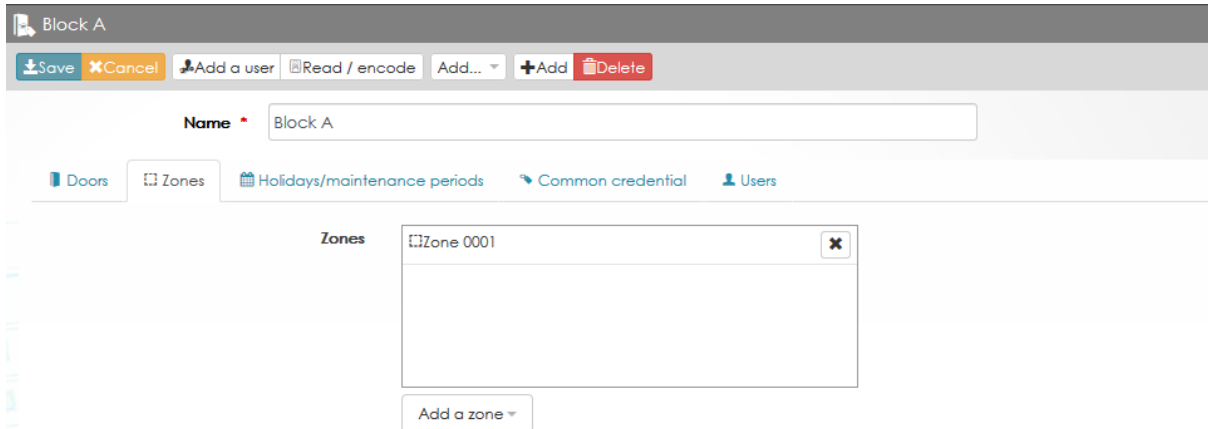 Block A
Save Cancel Add a user Read / encode Add... Add Delete
Name * Block A
Doors Zones Holidays/maintenance periods Common credential Users
Zones Zone 0001
Add a zone